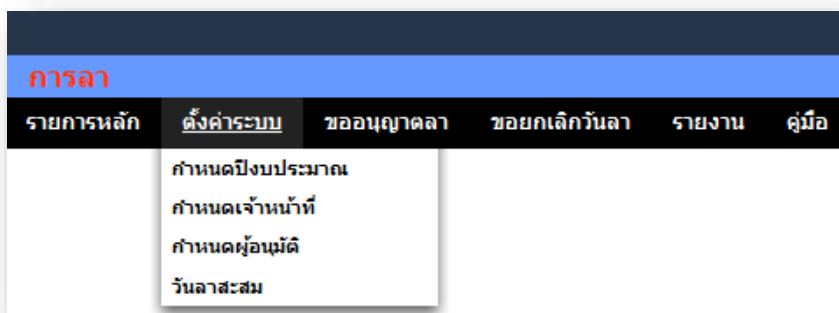 การลา
รายการหลัก ตั้งค่าระบบ ขออนุญาตลา ขอยกเลิกวันลา รายงาน คู่มือ
กำหนดปีงบประมาณ
กำหนดเจ้าหน้าที่
กำหนดผู้อนุมัติ
วันลาสะสม